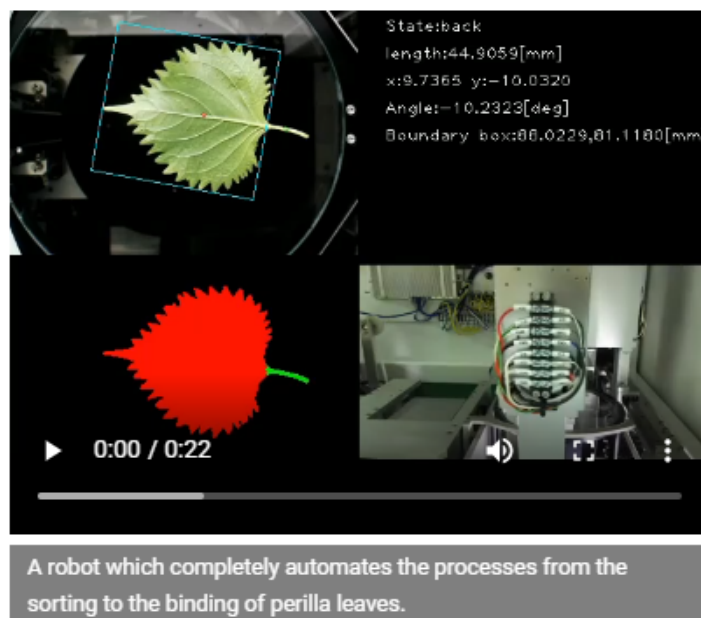 State:back
length:44.9059[mm]
x:9.7365 y:-10.0320
Angle:-10.2323[deg]
Boundary box:88.0229,81.1180[mm
0:00 / 0:22
A robot which completely automates the processes from the
sorting to the binding of perilla leaves.